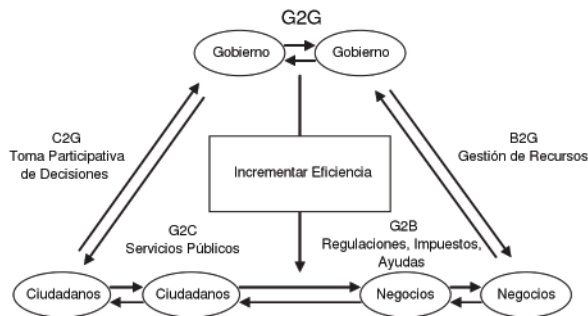 G2G
Gobierno
Gobierno
C2G
Toma Participativa
de Decisiones
B2G
Gestión de Recursos
Incrementar Eficiencia
G2C
Servicios Públicos
G2B
Regulaciones, Impuestos,
Ayudas
Ciudadanos
Ciudadanos
Negocios
Negocios